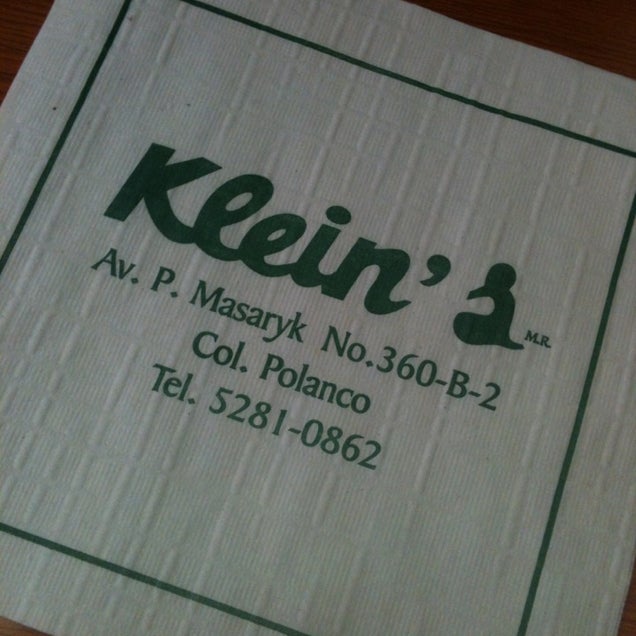 Klein's M.R.
Av. P. Masaryk No.360-B-2
Col. Polanco
Tel. 5281-0862